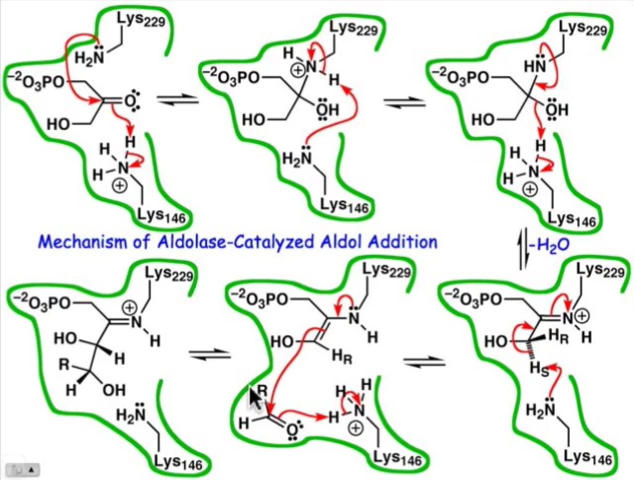 Lys229
H2N
−2O3PO
O
HO
H
H
H N
+
Lys146
Lys229
H
N
+
H
−2O3PO
OH
HO
H2N
Lys146
Lys229
HN
−2O3PO
OH
HO
H
H
H N
+
Lys146
Mechanism of Aldolase-Catalyzed Aldol Addition
−H2O
Lys229
−2O3PO
+
N
H
HO
R
H
H
OH
H2N
Lys146
Lys229
−2O3PO
N
H
HO
HR
R
H
O
H
H
H N
+
Lys146
Lys229
−2O3PO
N
+
H
HO
HR
HS
H2N
Lys146